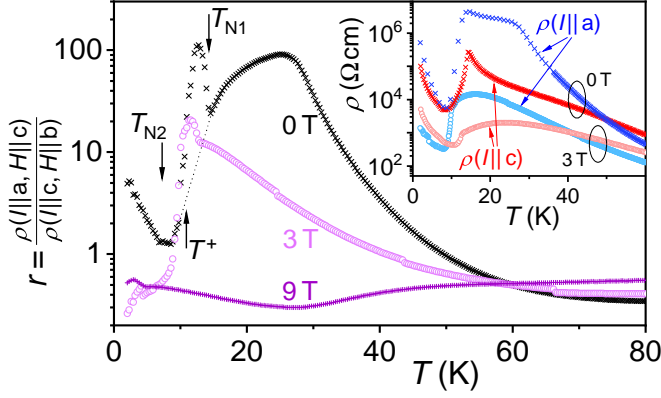 T_N1
T_N2
T^+
0 T
3 T
9 T
100
10
1
r = ρ(I||a, H||c) / ρ(I||c, H||b)
0 20 40 60 80
T (K)
ρ (Ω cm)
10^6
10^4
10^2
ρ(I||a)
0 T
3 T
ρ(I||c)
0 20 40
T (K)